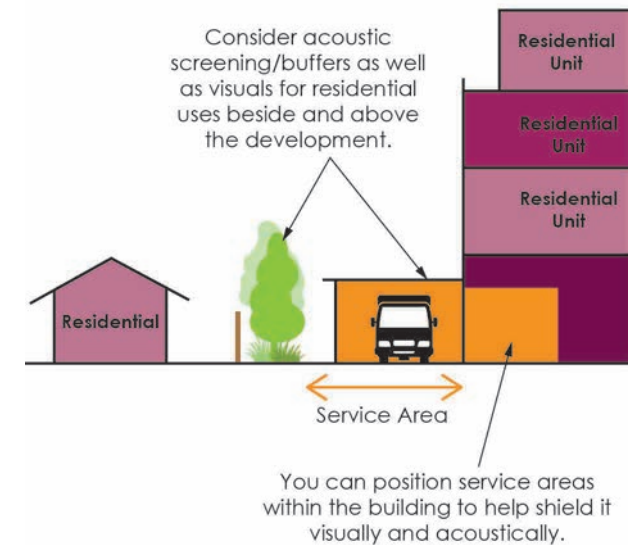 Consider acoustic
screening/buffers as well
as visuals for residential
uses beside and above
the development.
Residential
Unit
Residential
Unit
Residential
Unit
Residential
Service Area
You can position service areas
within the building to help shield it
visually and acoustically.